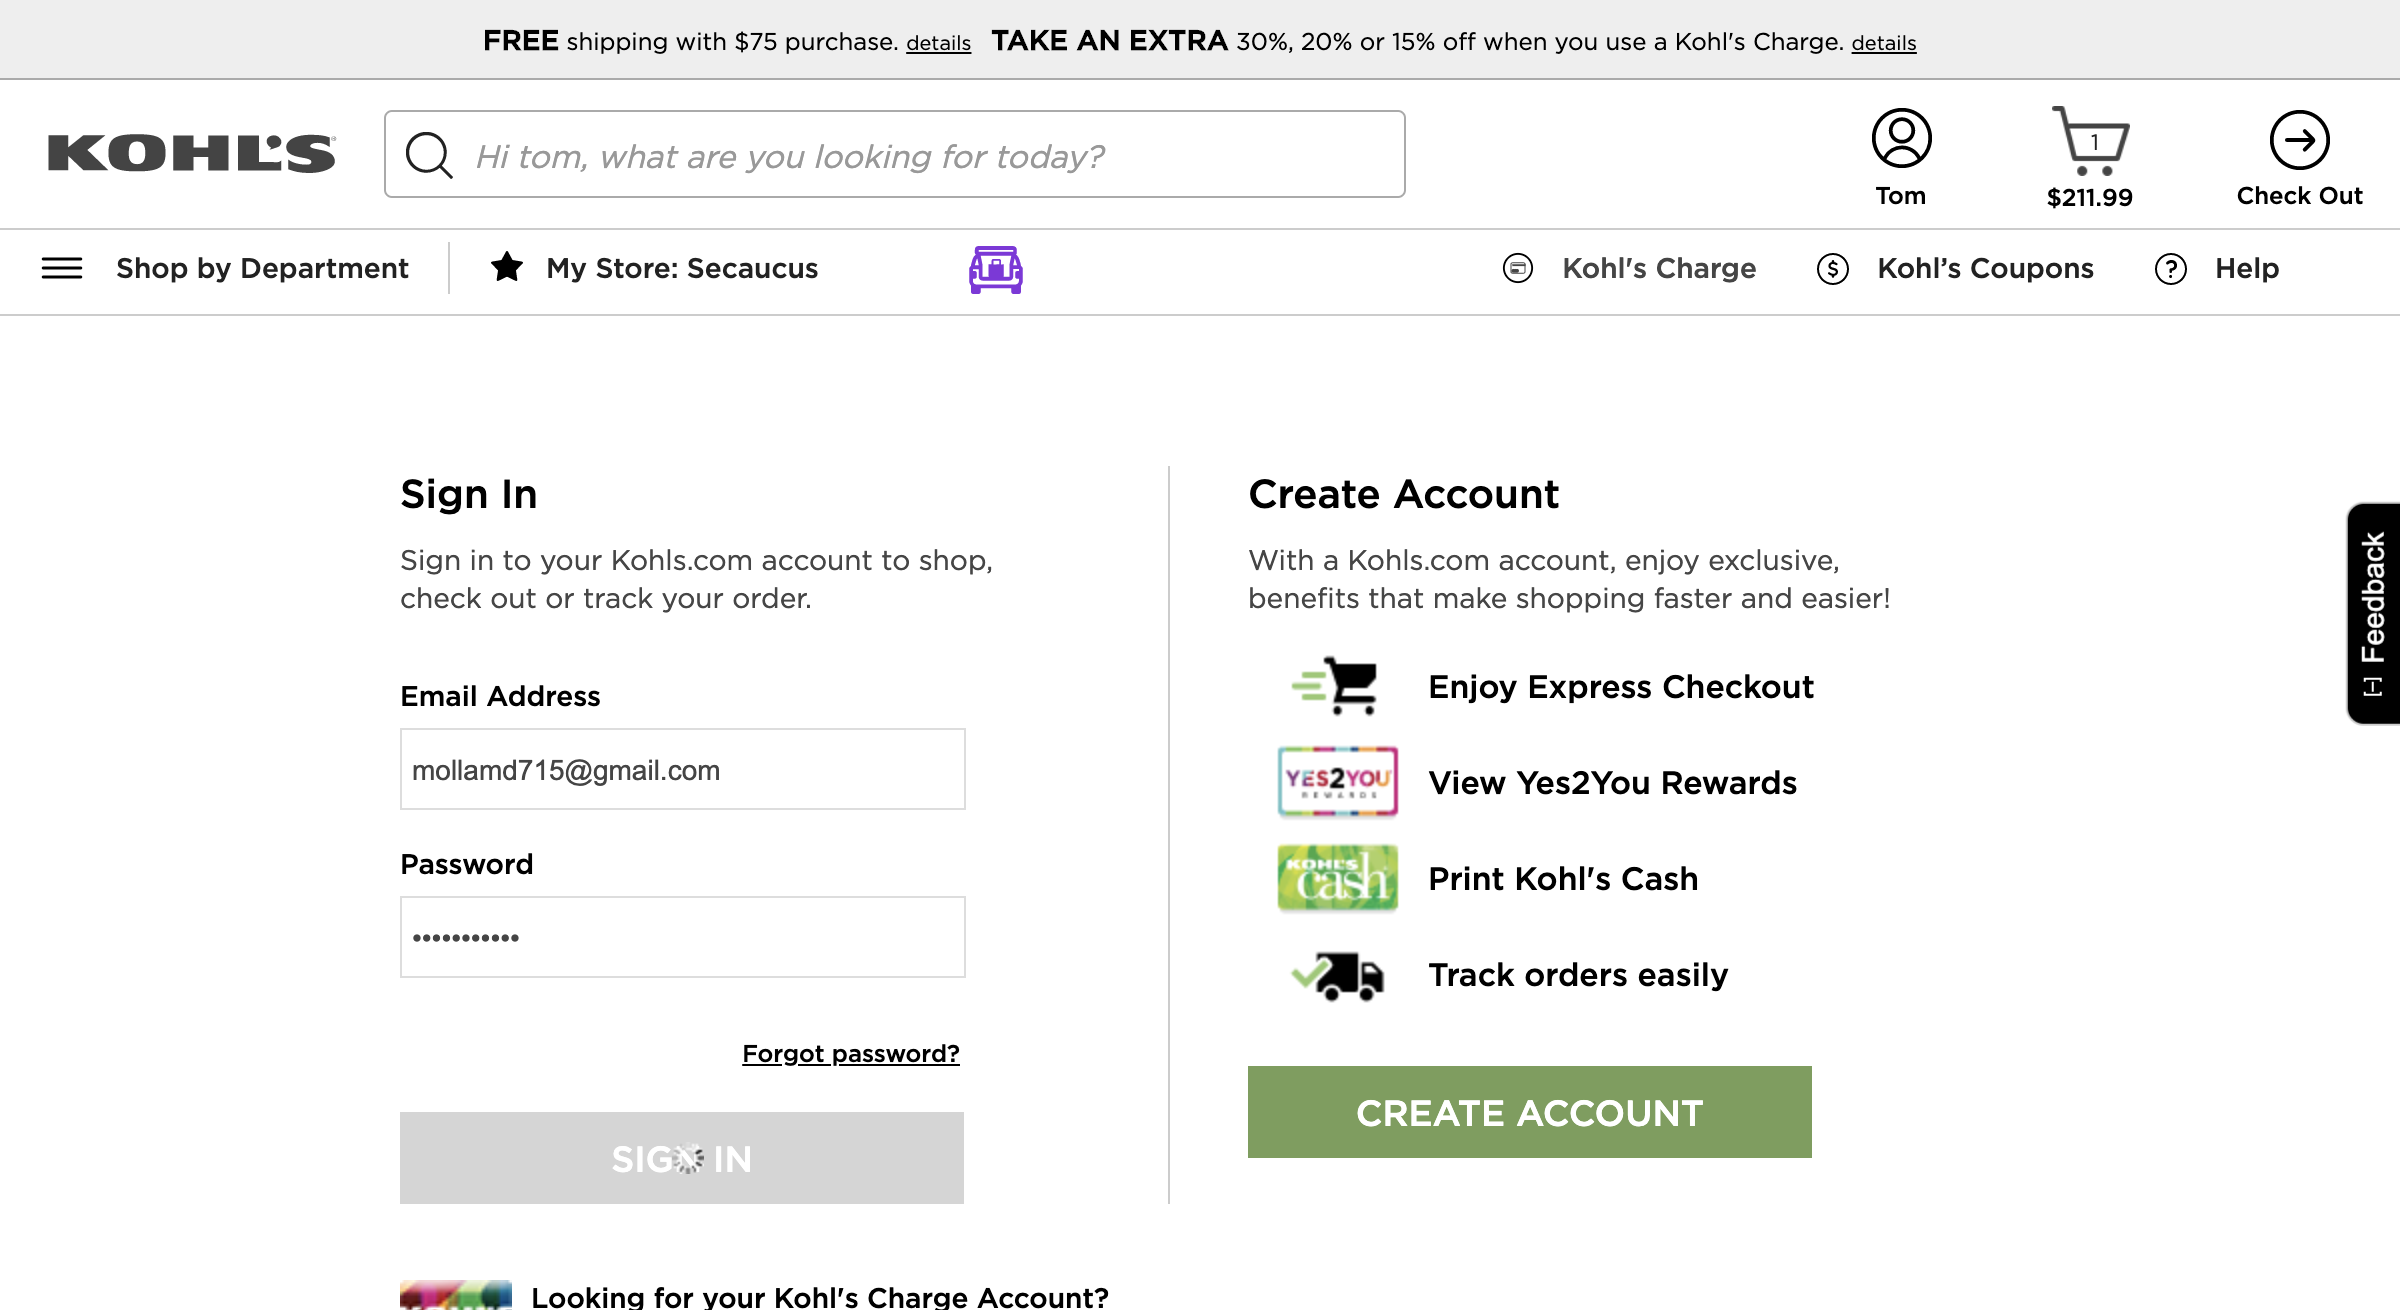 FREE shipping with $75 purchase. details TAKE AN EXTRA 30%, 20% or 15% off when you use a Kohl's Charge. details
KOHL'S
Hi tom, what are you looking for today?
Tom
1
$211.99
Check Out
Shop by Department
My Store: Secaucus
Kohl's Charge
Kohl’s Coupons
Help
Sign In
Sign in to your Kohls.com account to shop,
check out or track your order.
Email Address
mollamd715@gmail.com
Password
•••••••••••
Forgot password?
SIGN IN
Create Account
With a Kohls.com account, enjoy exclusive,
benefits that make shopping faster and easier!
Enjoy Express Checkout
YES2YOU
REWARDS
View Yes2You Rewards
KOHL'S
cash
Print Kohl's Cash
Track orders easily
CREATE ACCOUNT
[-] Feedback
Looking for your Kohl's Charge Account?